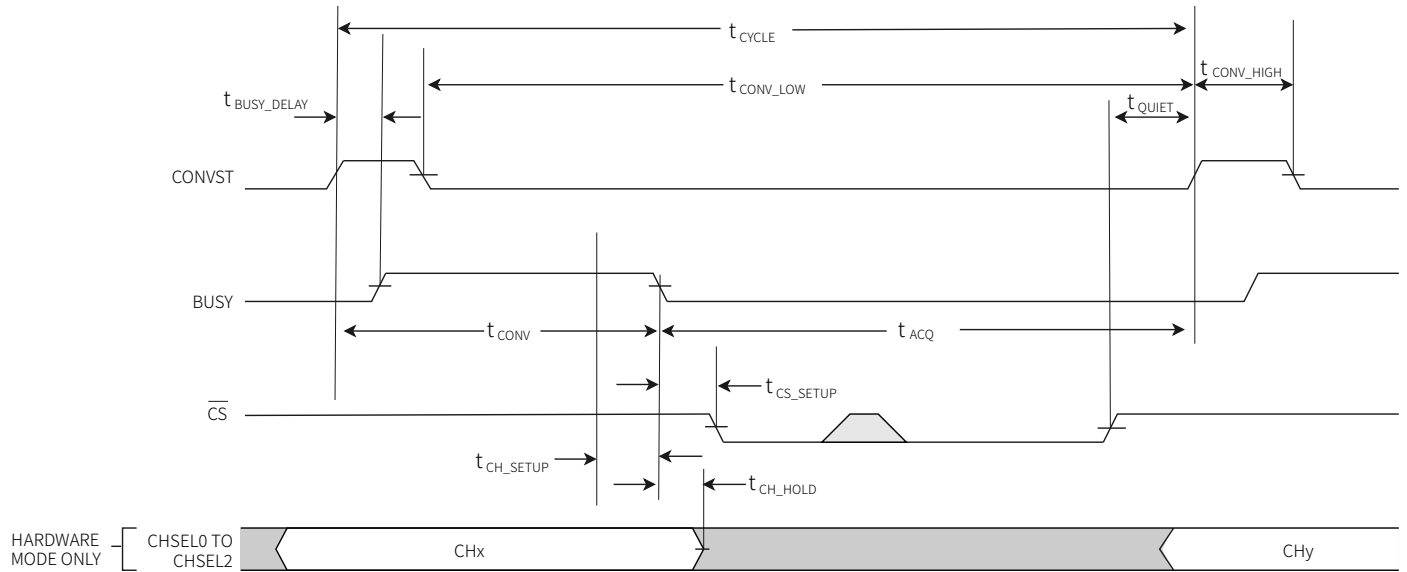 t CYCLE
t CONV_LOW
t CONV_HIGH
t BUSY_DELAY
t QUIET
CONVST
BUSY
t CONV
t ACQ
t CS_SETUP
CS
t CH_SETUP
t CH_HOLD
HARDWARE
MODE ONLY
CHSEL0 TO
CHSEL2
CHx
CHy